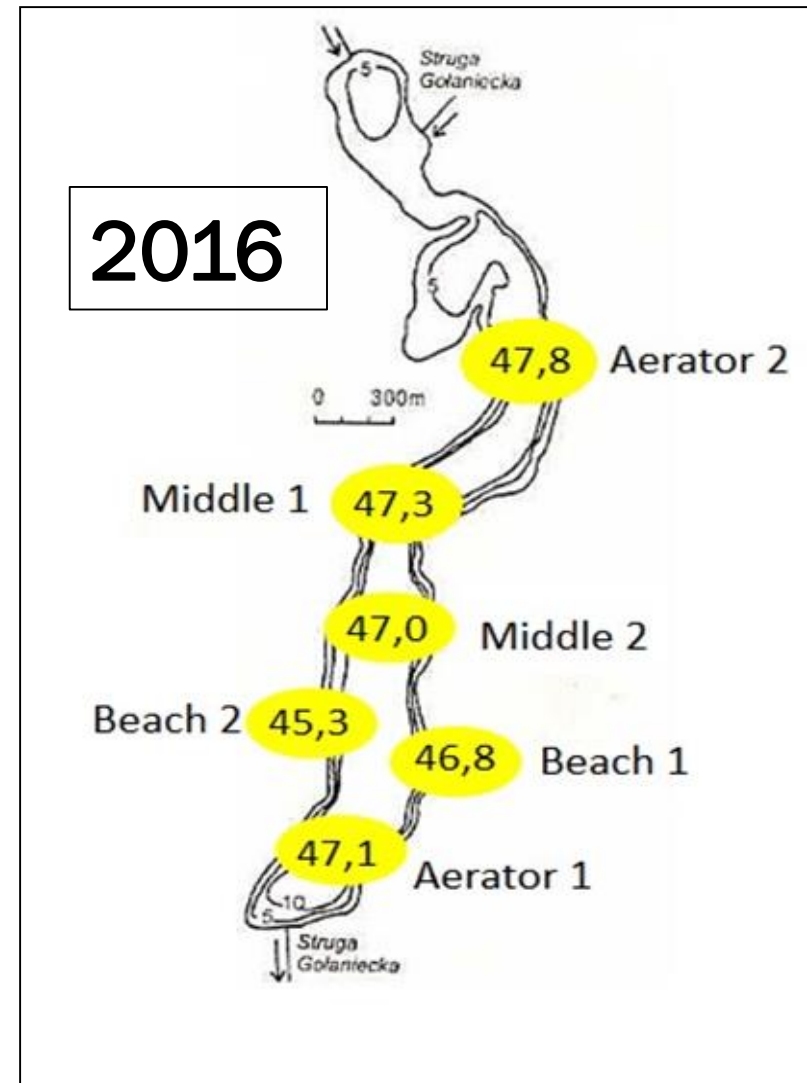 5
Struga
Gołaniecka
2016
5
47,8 Aerator 2
0 300m
Middle 1 47,3
47,0 Middle 2
Beach 2 45,3
46,8 Beach 1
47,1 Aerator 1
10
5
Struga
Gołaniecka